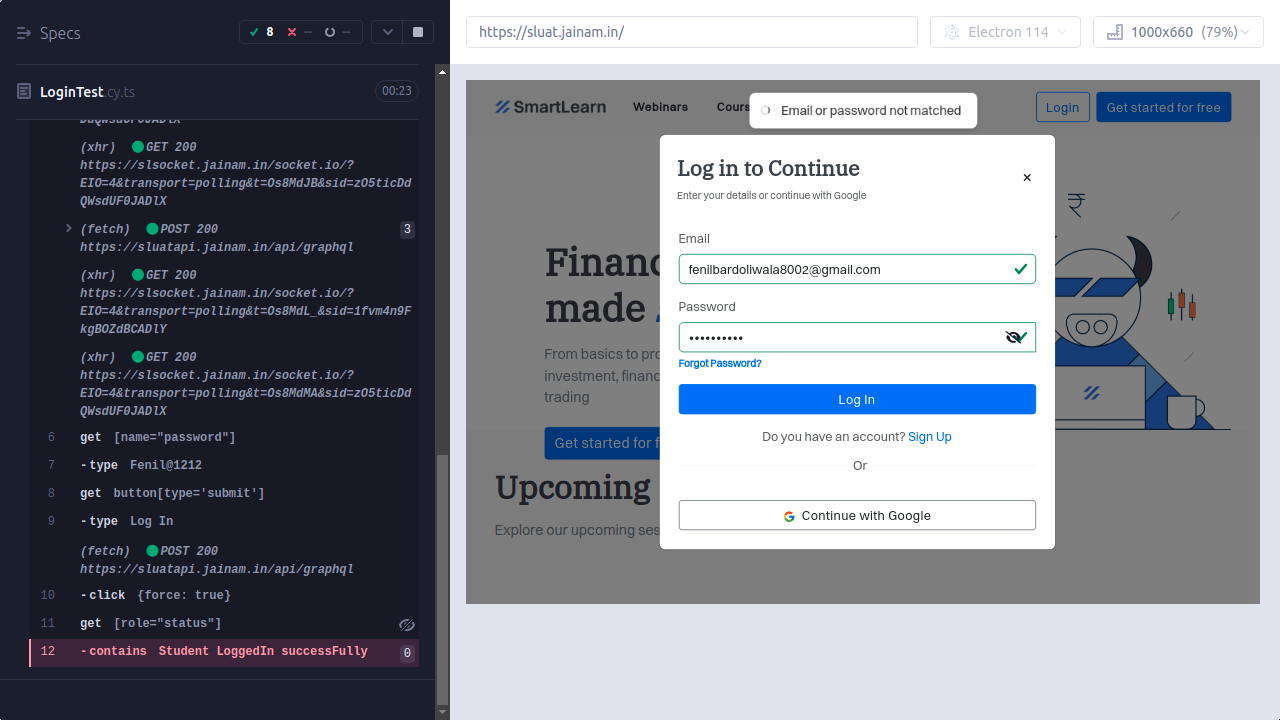 Specs
8
--
--
https://sluat.jainam.in/
Electron 114
1000x660 (79%)
LoginTest.cy.ts
00:23
DdQWsdUF0JADlX
(xhr) GET 200
https://slsocket.jainam.in/socket.io/?
EIO=4&transport=polling&t=Os8MdJB&sid=zO5ticDd
QWsdUF0JADlX
(fetch) POST 200
3
https://sluatapi.jainam.in/api/graphql
(xhr) GET 200
https://slsocket.jainam.in/socket.io/?
EIO=4&transport=polling&t=Os8MdL_&sid=1fvm4n9F
kgBOZdBCADlY
(xhr) GET 200
https://slsocket.jainam.in/socket.io/?
EIO=4&transport=polling&t=Os8MdMA&sid=zO5ticDd
QWsdUF0JADlX
6 get [name="password"]
7 -type Fenil@1212
8 get button[type='submit']
9 -type Log In
(fetch) POST 200
https://sluatapi.jainam.in/api/graphql
10 -click {force: true}
11 get [role="status"]
12 -contains Student LoggedIn successFully 0
SmartLearn
Webinars
Cours
Email or password not matched
Login
Get started for free
Log in to Continue
Enter your details or continue with Google
Email
fenilbardoliwala8002@gmail.com
Password
••••••••••
Forgot Password?
Log In
Do you have an account? Sign Up
Or
Continue with Google
Financ
made
From basics to pro
investment, financ
trading
Get started for f
Upcoming
Explore our upcoming ses